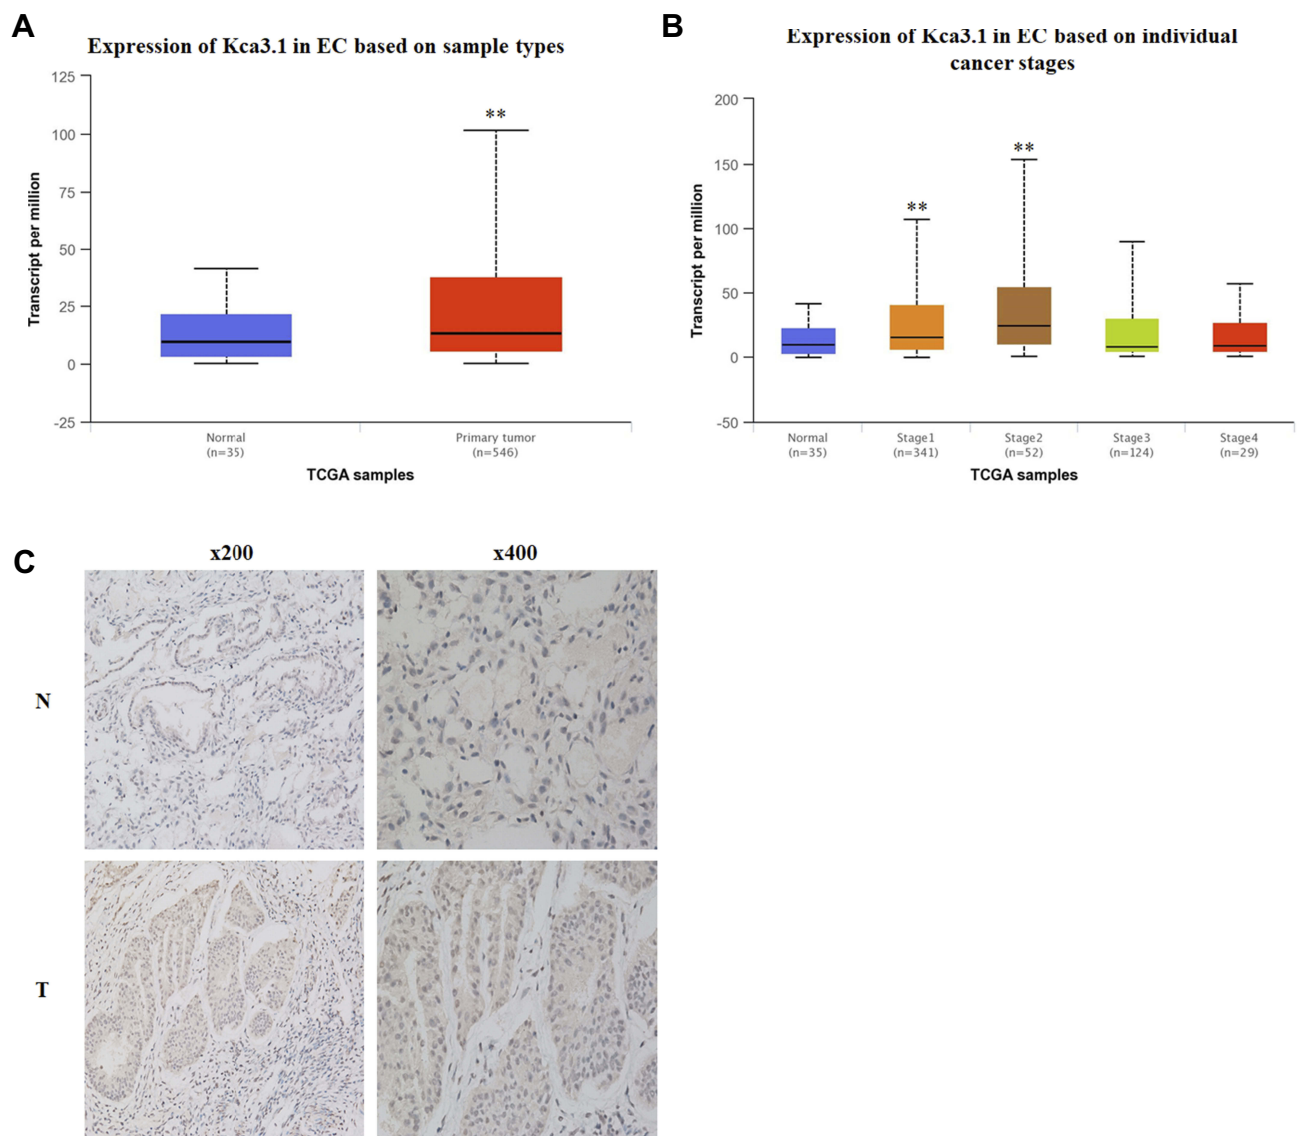 A
Expression of Kca3.1 in EC based on sample types
125
100
75
50
25
0
-25
Transcript per million
**
Normal
(n=35)
Primary tumor
(n=546)
TCGA samples
B
Expression of Kca3.1 in EC based on individual
cancer stages
200
150
100
50
0
-50
Transcript per million
**
**
Normal
(n=35)
Stage1
(n=341)
Stage2
(n=52)
Stage3
(n=124)
Stage4
(n=29)
TCGA samples
C
x200
x400
N
T